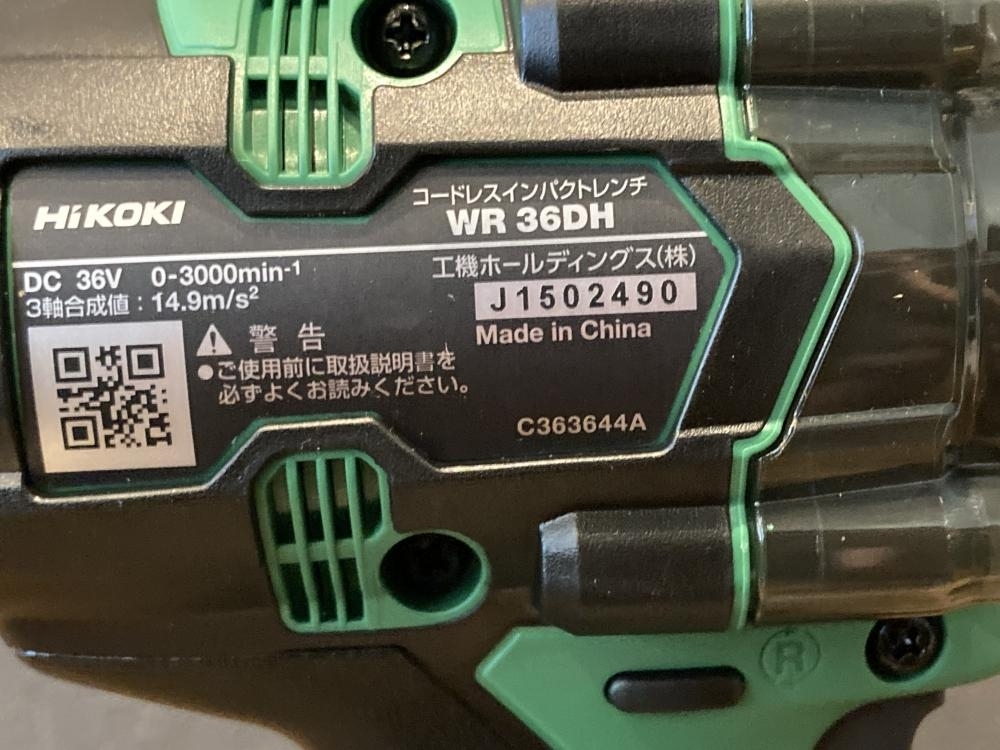 HiKOKI
コードレスインパクトレンチ
WR 36DH
DC 36V 0-3000min-1
3軸合成値：14.9m/s2
工機ホールディングス(株)
J1502490
Made in China
警告
●ご使用前に取扱説明書を
必ずよくお読みください。
C363644A
R